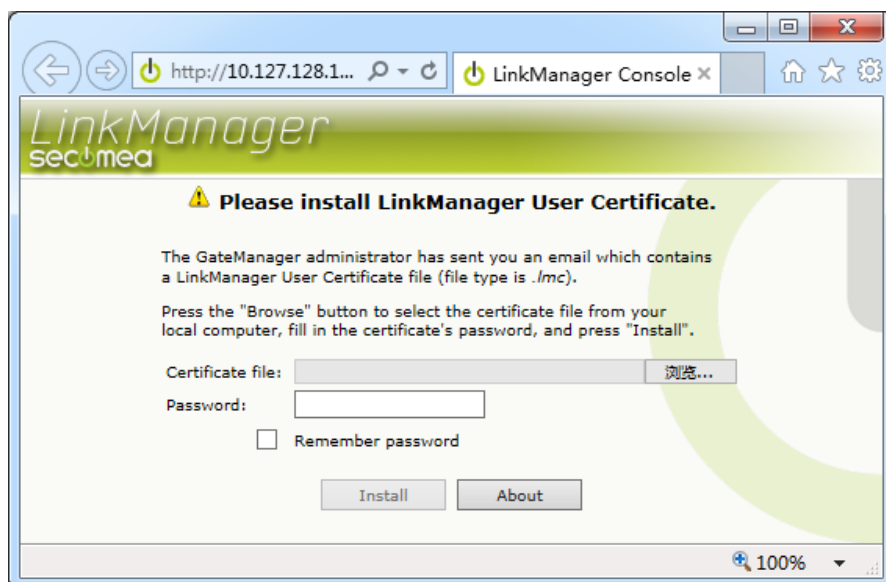 http://10.127.128.1...
LinkManager Console
LinkManager
secomea
Please install LinkManager User Certificate.
The GateManager administrator has sent you an email which contains
a LinkManager User Certificate file (file type is .lmc).
Press the "Browse" button to select the certificate file from your
local computer, fill in the certificate's password, and press "Install".
Certificate file:
浏览...
Password:
Remember password
Install
About
100%